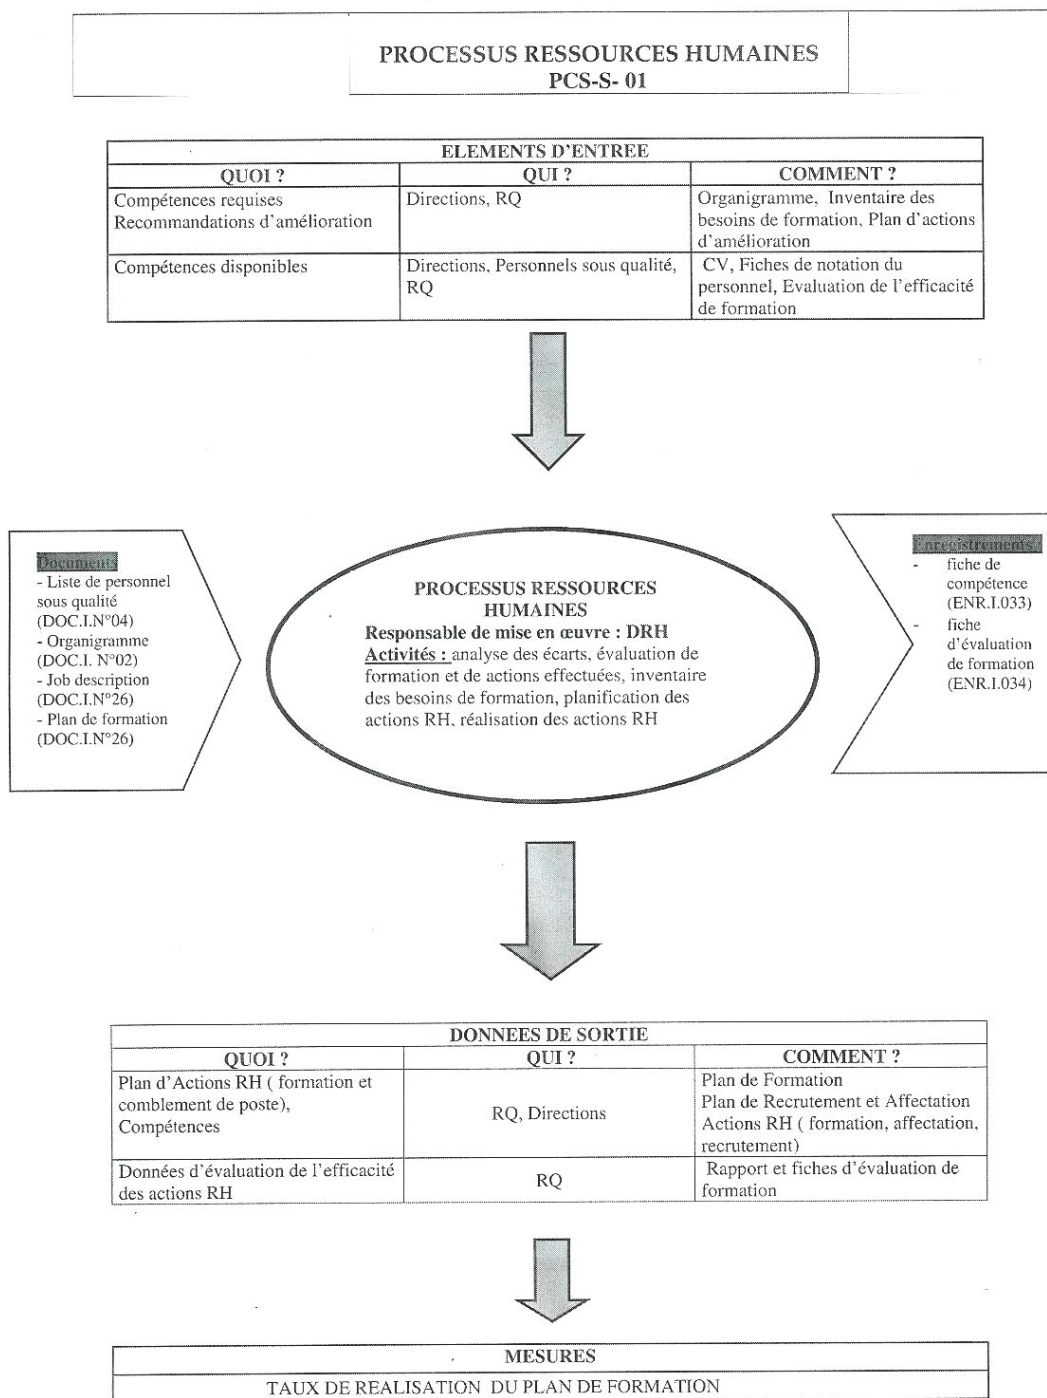 PROCESSUS RESSOURCES HUMAINES
PCS-S- 01
ELEMENTS D'ENTREE
QUOI ?
QUI ?
COMMENT ?
Compétences requises
Recommandations d'amélioration
Directions, RQ
Organigramme, Inventaire des
besoins de formation, Plan d'actions
d'amélioration
Compétences disponibles
Directions, Personnels sous qualité,
RQ
CV, Fiches de notation du
personnel, Evaluation de l'efficacité
de formation
Documents
- Liste de personnel
sous qualité
(DOC.I.N°04)
- Organigramme
(DOC.I. N°02)
- Job description
(DOC.I.N°26)
- Plan de formation
(DOC.I.N°26)
PROCESSUS RESSOURCES
HUMAINES
Responsable de mise en œuvre : DRH
Activités : analyse des écarts, évaluation de
formation et de actions effectuées, inventaire
des besoins de formation, planification des
actions RH, réalisation des actions RH
Enregistrements
- fiche de
compétence
(ENR.I.033)
- fiche
d'évaluation
de formation
(ENR.I.034)
DONNEES DE SORTIE
QUOI ?
QUI ?
COMMENT ?
Plan d'Actions RH ( formation et
comblement de poste),
Compétences
RQ, Directions
Plan de Formation
Plan de Recrutement et Affectation
Actions RH ( formation, affectation,
recrutement)
Données d'évaluation de l'efficacité
des actions RH
RQ
Rapport et fiches d'évaluation de
formation
MESURES
TAUX DE REALISATION DU PLAN DE FORMATION